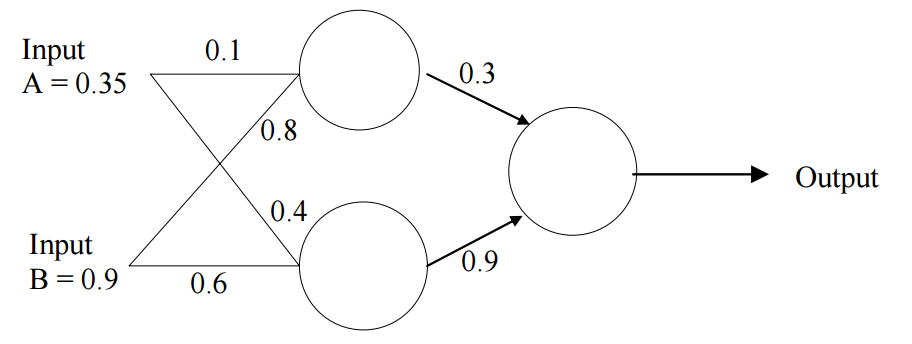 Input
A = 0.35
0.1
0.3
0.8
Output
0.4
Input
B = 0.9
0.6
0.9